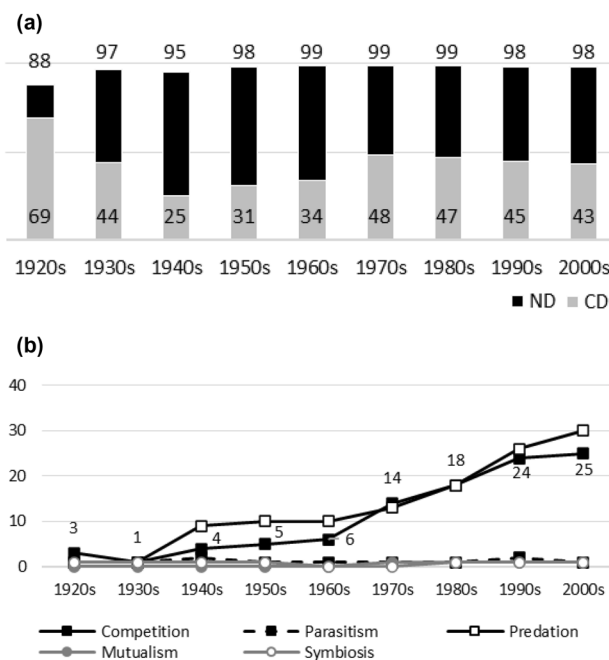 (a)
88 97 95 98 99 99 99 98 98
69 44 25 31 34 48 47 45 43
1920s 1930s 1940s 1950s 1960s 1970s 1980s 1990s 2000s
ND CD
(b)
40
30
20
10
0
3 1 4 5 6 14 18 24 25
1920s 1930s 1940s 1950s 1960s 1970s 1980s 1990s 2000s
Competition Parasitism Predation
Mutualism Symbiosis